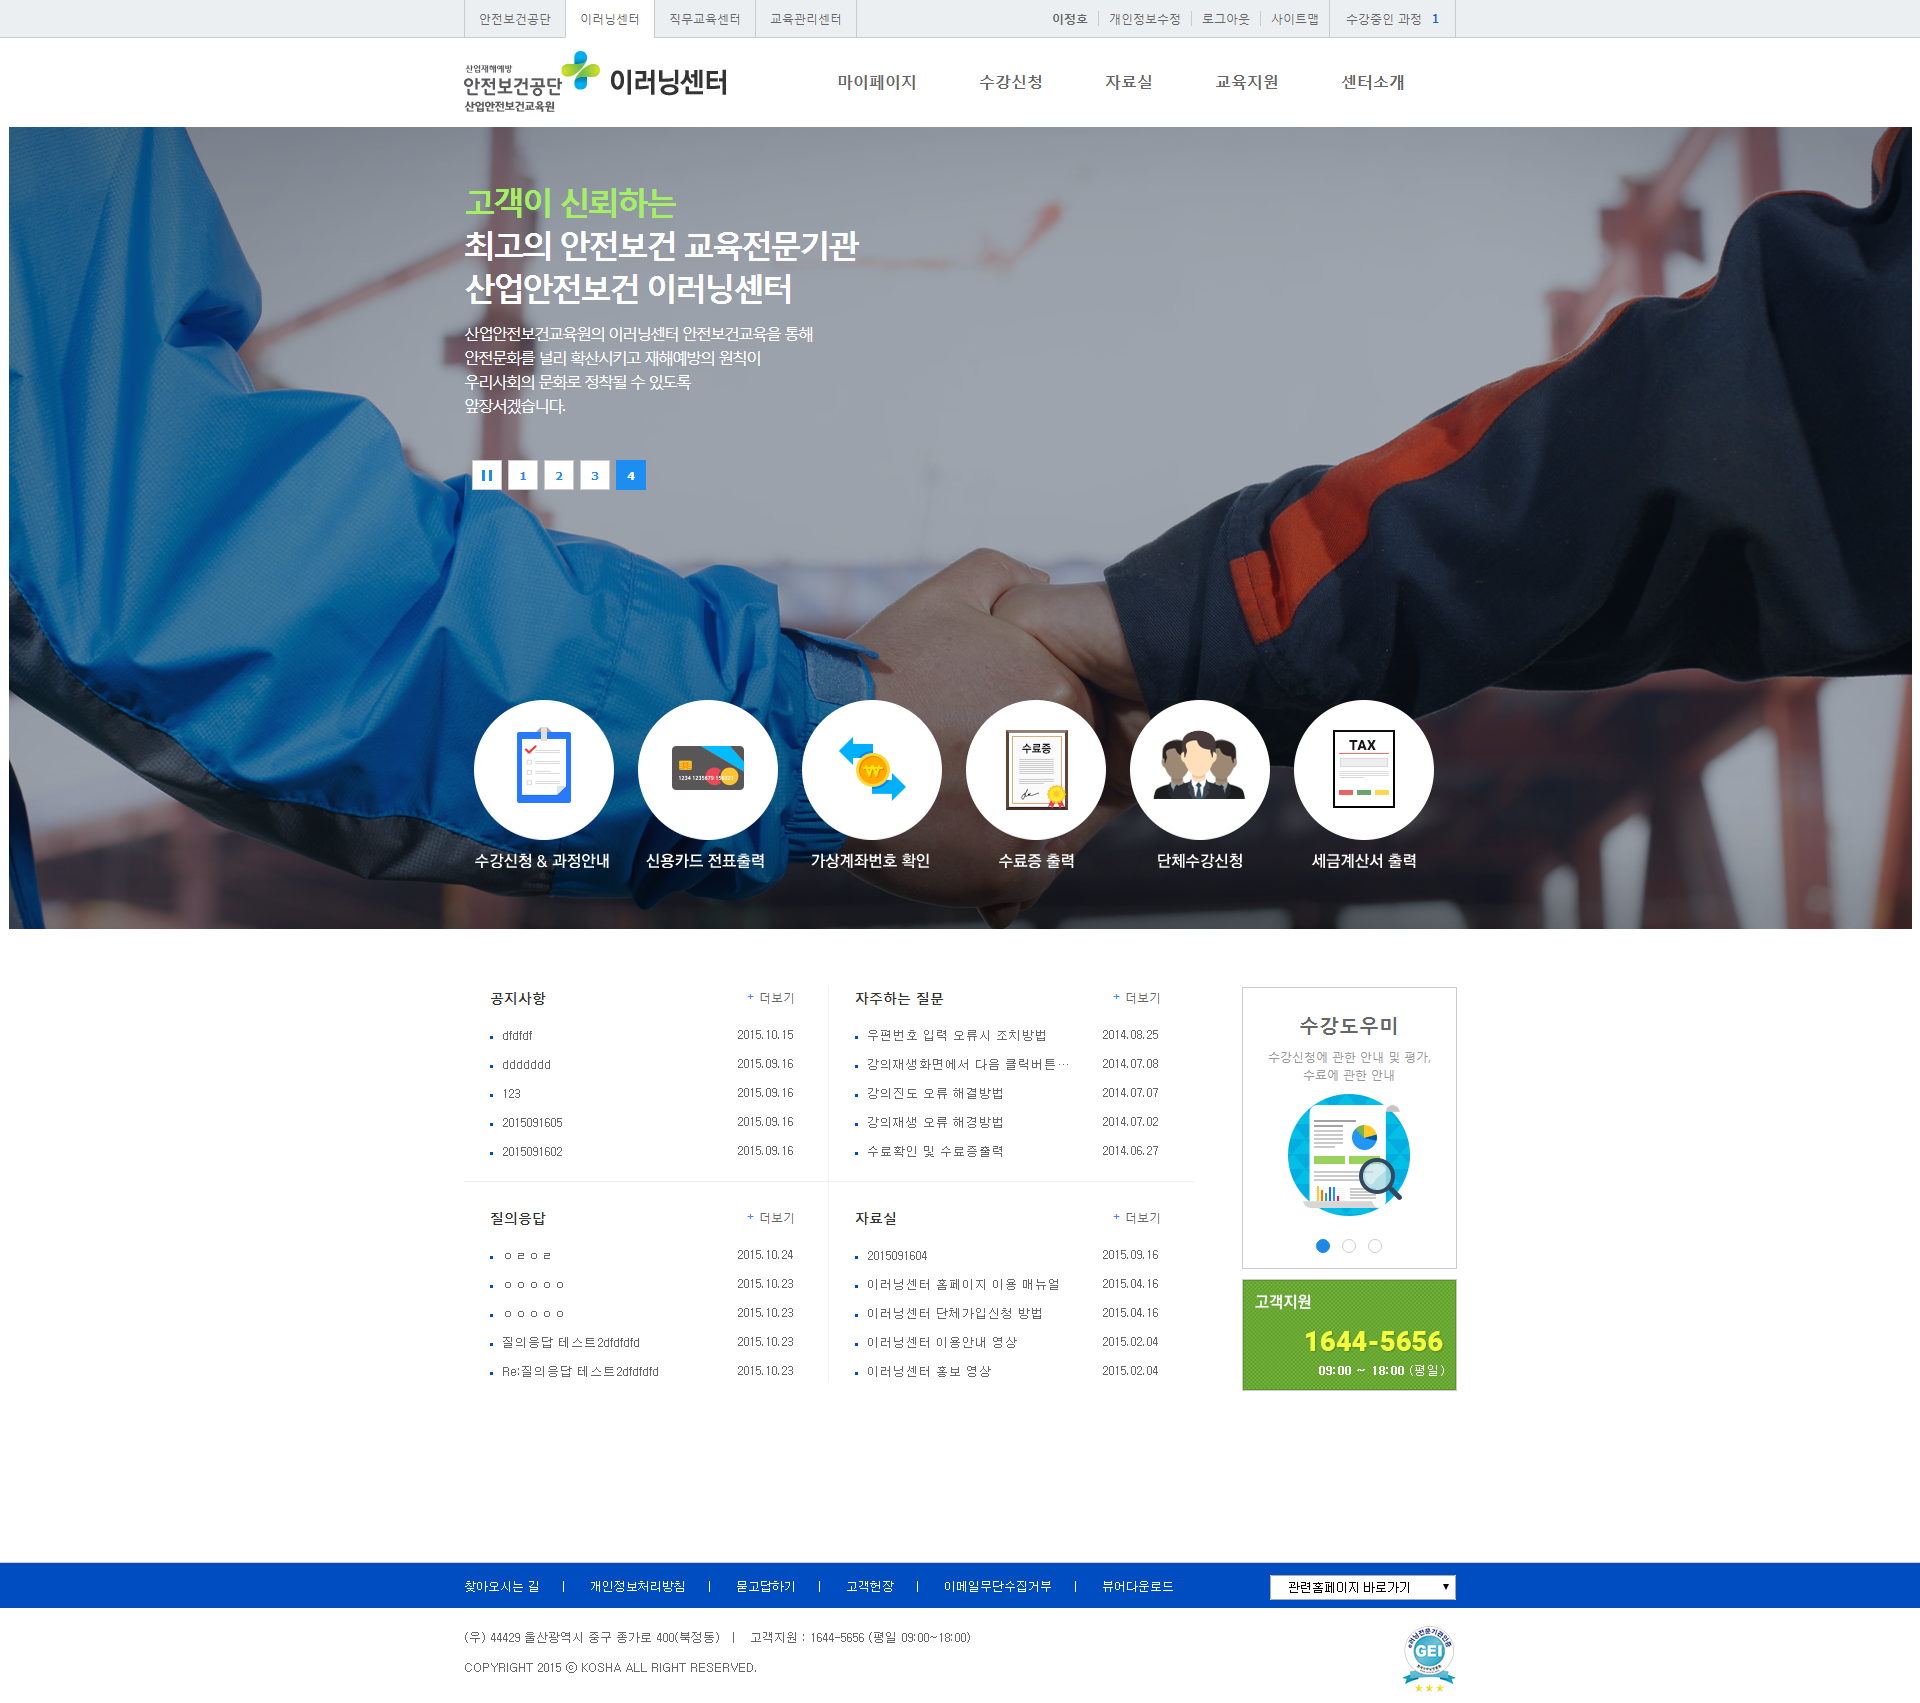 안전보건공단
이러닝센터
직무교육센터
교육관리센터
이정호
개인정보수정
로그아웃
사이트맵
수강중인 과정 1
산업재해예방
안전보건공단
산업안전보건교육원
이러닝센터
마이페이지
수강신청
자료실
교육지원
센터소개
고객이 신뢰하는
최고의 안전보건 교육전문기관
산업안전보건 이러닝센터
산업안전보건교육원의 이러닝센터 안전보건교육을 통해
안전문화를 널리 확산시키고 재해예방의 원칙이
우리사회의 문화로 정착될 수 있도록
앞장서겠습니다.
1 2 3 4
수료증
TAX
수강신청 & 과정안내
신용카드 전표출력
가상계좌번호 확인
수료증 출력
단체수강신청
세금계산서 출력
공지사항
+ 더보기
dfdfdf 2015.10.15
ddddddd 2015.09.16
123 2015.09.16
2015091605 2015.09.16
2015091602 2015.09.16
자주하는 질문
+ 더보기
우편번호 입력 오류시 조치방법 2014.08.25
강의재생화면에서 다음 클릭버튼… 2014.07.08
강의진도 오류 해결방법 2014.07.07
강의재생 오류 해경방법 2014.07.02
수료확인 및 수료증출력 2014.06.27
질의응답
+ 더보기
ㅇㄹㅇㄹ 2015.10.24
ㅇㅇㅇㅇㅇ 2015.10.23
ㅇㅇㅇㅇㅇ 2015.10.23
질의응답 테스트2dfdfdfd 2015.10.23
Re:질의응답 테스트2dfdfdfd 2015.10.23
자료실
+ 더보기
2015091604 2015.09.16
이러닝센터 홈페이지 이용 매뉴얼 2015.04.16
이러닝센터 단체가입신청 방법 2015.04.16
이러닝센터 이용안내 영상 2015.02.04
이러닝센터 홍보 영상 2015.02.04
수강도우미
수강신청에 관한 안내 및 평가,
수료에 관한 안내
고객지원
1644-5656
09:00 ~ 18:00 (평일)
찾아오시는 길 | 개인정보처리방침 | 묻고답하기 | 고객헌장 | 이메일무단수집거부 | 뷰어다운로드
관련홈페이지 바로가기
(우) 44429 울산광역시 중구 종가로 400(북정동) | 고객지원 : 1644-5656 (평일 09:00~18:00)
COPYRIGHT 2015 ⓒ KOSHA ALL RIGHT RESERVED.
e러닝전문기관인증
GEI